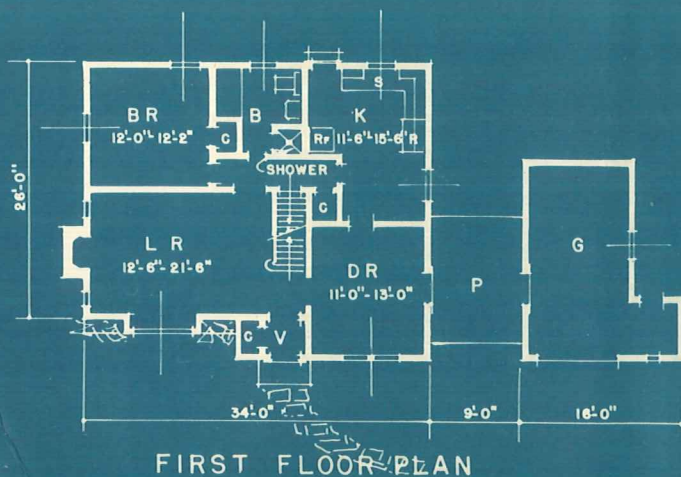 S
BR
B
K
12'-0"-12'-2"
C
RF
11'-6"-15'-6"R
SHOWER
26'-0"
C
LR
12'-6"-21'-6"
DR
11'-0"-13'-0"
P
G
C
V
34'-0"
9'-0"
16'-0"
FIRST FLOOR PLAN